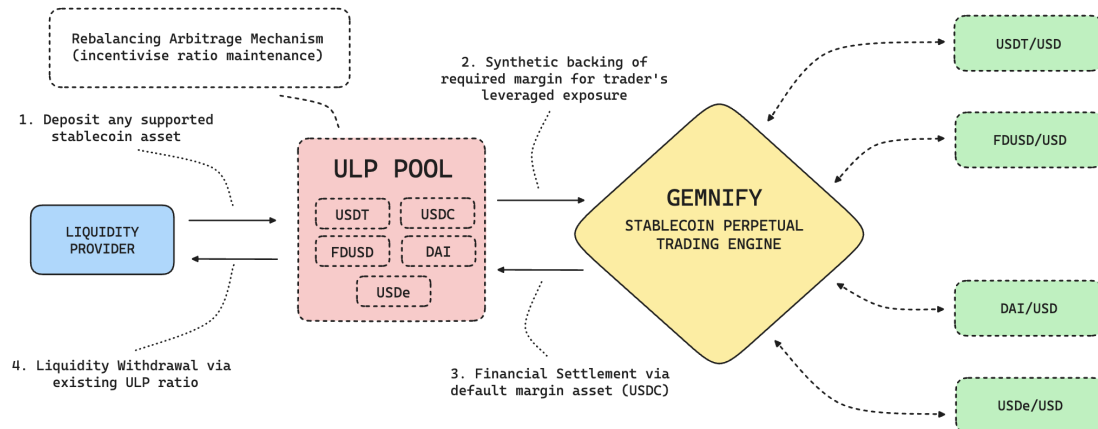 Rebalancing Arbitrage Mechanism
(incentivise ratio maintenance)
1. Deposit any supported
stablecoin asset
2. Synthetic backing of
required margin for trader's
leveraged exposure
USDT/USD
FDUSD/USD
ULP POOL
USDT
USDC
FDUSD
DAI
USDe
LIQUIDITY
PROVIDER
GEMNIFY
STABLECOIN PERPETUAL
TRADING ENGINE
DAI/USD
USDe/USD
4. Liquidity Withdrawal via
existing ULP ratio
3. Financial Settlement via
default margin asset (USDC)